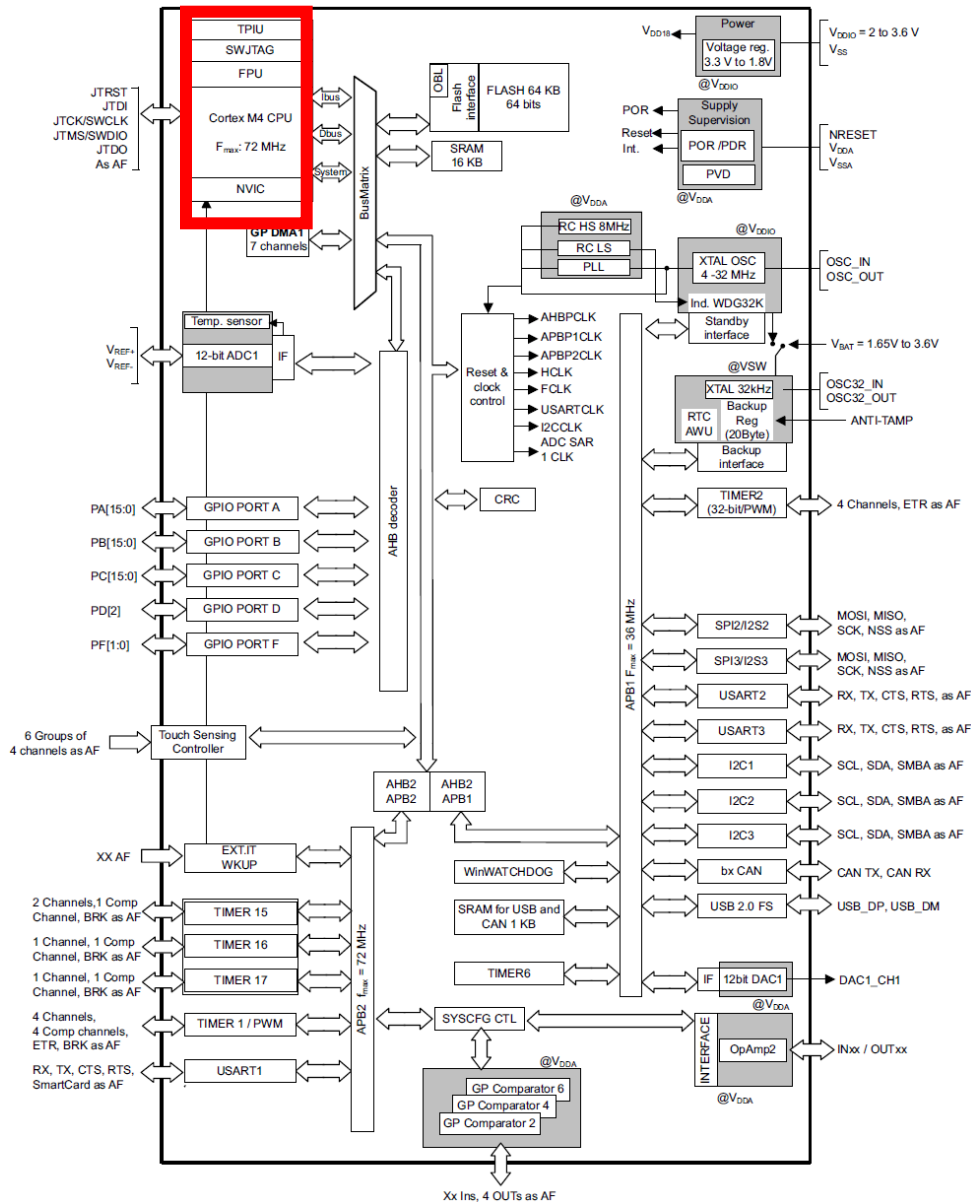 TPIU
SWJTAG
FPU
Cortex M4 CPU
Fmax: 72 MHz
NVIC
JTRST
JTDI
JTCK/SWCLK
JTMS/SWDIO
JTDO
As AF
Ibus
Dbus
System
BusMatrix
GP DMA1
7 channels
OBL
Flash
interface
FLASH 64 KB
64 bits
SRAM
16 KB
Power
VDD18
Voltage reg.
3.3 V to 1.8V
VDDIO = 2 to 3.6 V
VSS
@VDDIO
Supply
Supervision
POR
Reset
Int.
POR /PDR
PVD
NRESET
VDDA
VSSA
@VDDA
@VDDA
RC HS 8MHz
RC LS
PLL
@VDDIO
XTAL OSC
4 -32 MHz
OSC_IN
OSC_OUT
Ind. WDG32K
Standby
interface
VBAT = 1.65V to 3.6V
@VSW
XTAL 32kHz
OSC32_IN
OSC32_OUT
RTC
AWU
Backup
Reg
(20Byte)
ANTI-TAMP
Backup
interface
Temp. sensor
12-bit ADC1
IF
VREF+
VREF-
Reset &
clock
control
AHBPCLK
APBP1CLK
APBP2CLK
HCLK
FCLK
USARTCLK
I2CCLK
ADC SAR
1 CLK
CRC
AHB decoder
PA[15:0]
GPIO PORT A
PB[15:0]
GPIO PORT B
PC[15:0]
GPIO PORT C
PD[2]
GPIO PORT D
PF[1:0]
GPIO PORT F
6 Groups of
4 channels as AF
Touch Sensing
Controller
AHB2
APB2
AHB2
APB1
XX AF
EXT.IT
WKUP
2 Channels,1 Comp
Channel, BRK as AF
TIMER 15
1 Channel, 1 Comp
Channel, BRK as AF
TIMER 16
1 Channel, 1 Comp
Channel, BRK as AF
TIMER 17
4 Channels,
4 Comp channels,
ETR, BRK as AF
TIMER 1 / PWM
RX, TX, CTS, RTS,
SmartCard as AF
USART1
APB2 fmax = 72 MHz
APB1 Fmax = 36 MHz
TIMER2
(32-bit/PWM)
4 Channels, ETR as AF
SPI2/I2S2
MOSI, MISO,
SCK, NSS as AF
SPI3/I2S3
MOSI, MISO,
SCK, NSS as AF
USART2
RX, TX, CTS, RTS, as AF
USART3
RX, TX, CTS, RTS, as AF
I2C1
SCL, SDA, SMBA as AF
I2C2
SCL, SDA, SMBA as AF
I2C3
SCL, SDA, SMBA as AF
bx CAN
CAN TX, CAN RX
USB 2.0 FS
USB_DP, USB_DM
WinWATCHDOG
SRAM for USB and
CAN 1 KB
TIMER6
IF
12bit DAC1
DAC1_CH1
@VDDA
SYSCFG CTL
INTERFACE
OpAmp2
INxx / OUTxx
@VDDA
@VDDA
GP Comparator 6
GP Comparator 4
GP Comparator 2
Xx Ins, 4 OUTs as AF